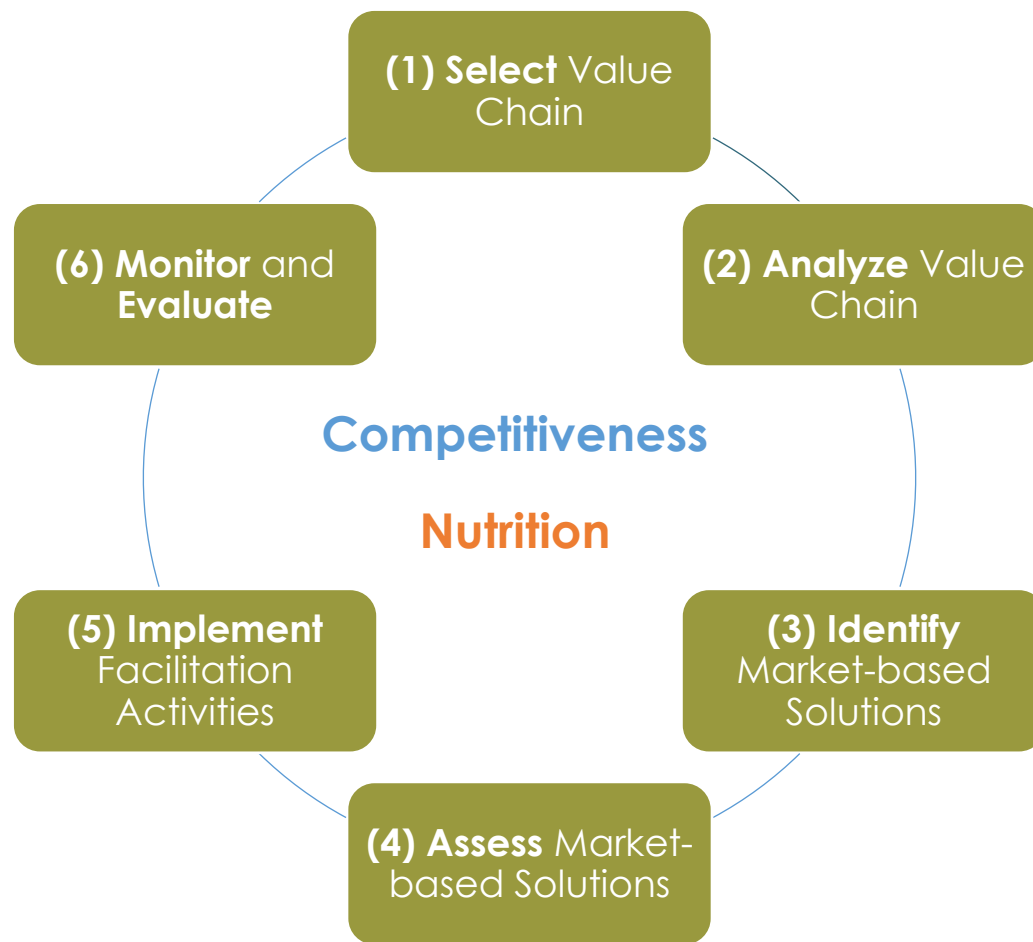 (1) Select Value
Chain
(2) Analyze Value
Chain
(3) Identify
Market-based
Solutions
(4) Assess Market-
based Solutions
(5) Implement
Facilitation
Activities
(6) Monitor and
Evaluate
Competitiveness
Nutrition